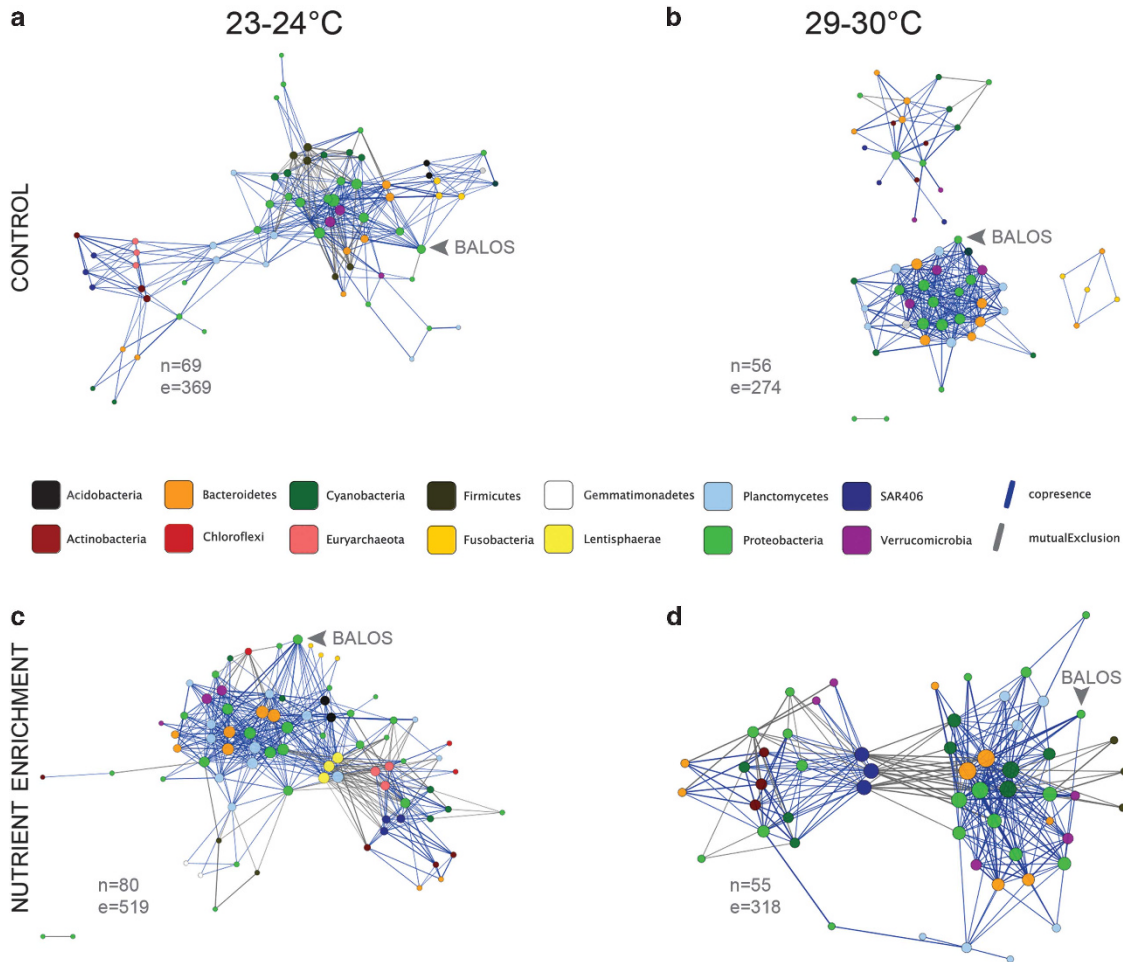 a
23-24°C
b
29-30°C
CONTROL
BALOS
BALOS
n=69
e=369
n=56
e=274
Acidobacteria
Bacteroidetes
Cyanobacteria
Firmicutes
Gemmatimonadetes
Planctomycetes
SAR406
copresence
Actinobacteria
Chloroflexi
Euryarchaeota
Fusobacteria
Lentisphaerae
Proteobacteria
Verrucomicrobia
mutualExclusion
c
d
NUTRIENT ENRICHMENT
BALOS
BALOS
n=80
e=519
n=55
e=318